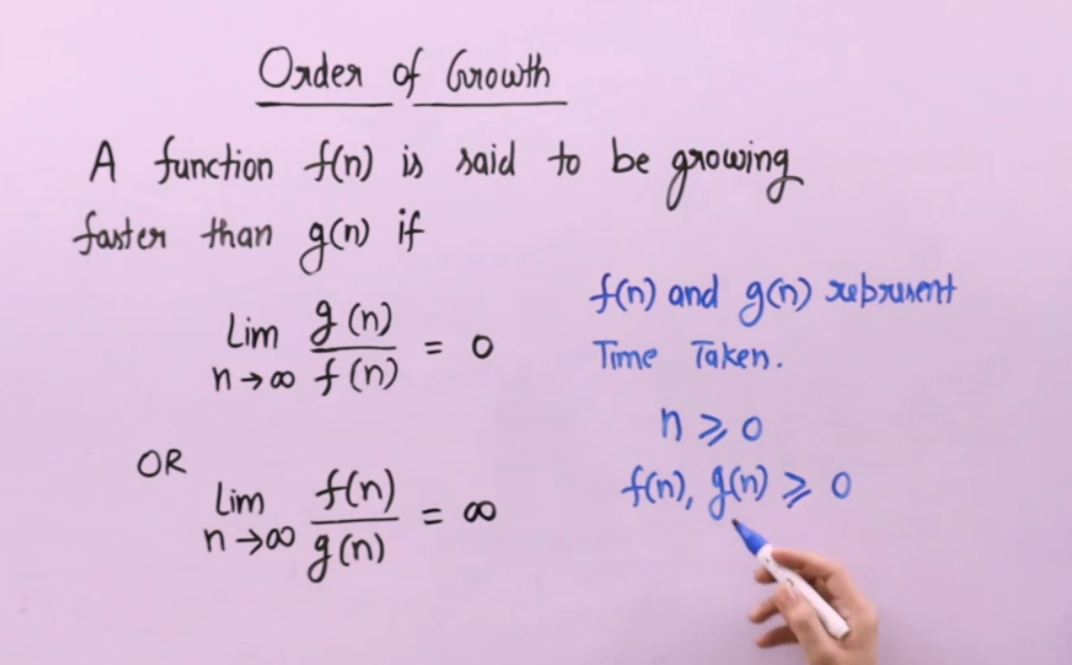 Order of Growth
A function f(n) is said to be growing
faster than g(n) if
Lim n→∞ g(n)/f(n) = 0
OR
Lim n→∞ f(n)/g(n) = ∞
f(n) and g(n) represent
Time Taken.
n ⩾ 0
f(n), g(n) ⩾ 0